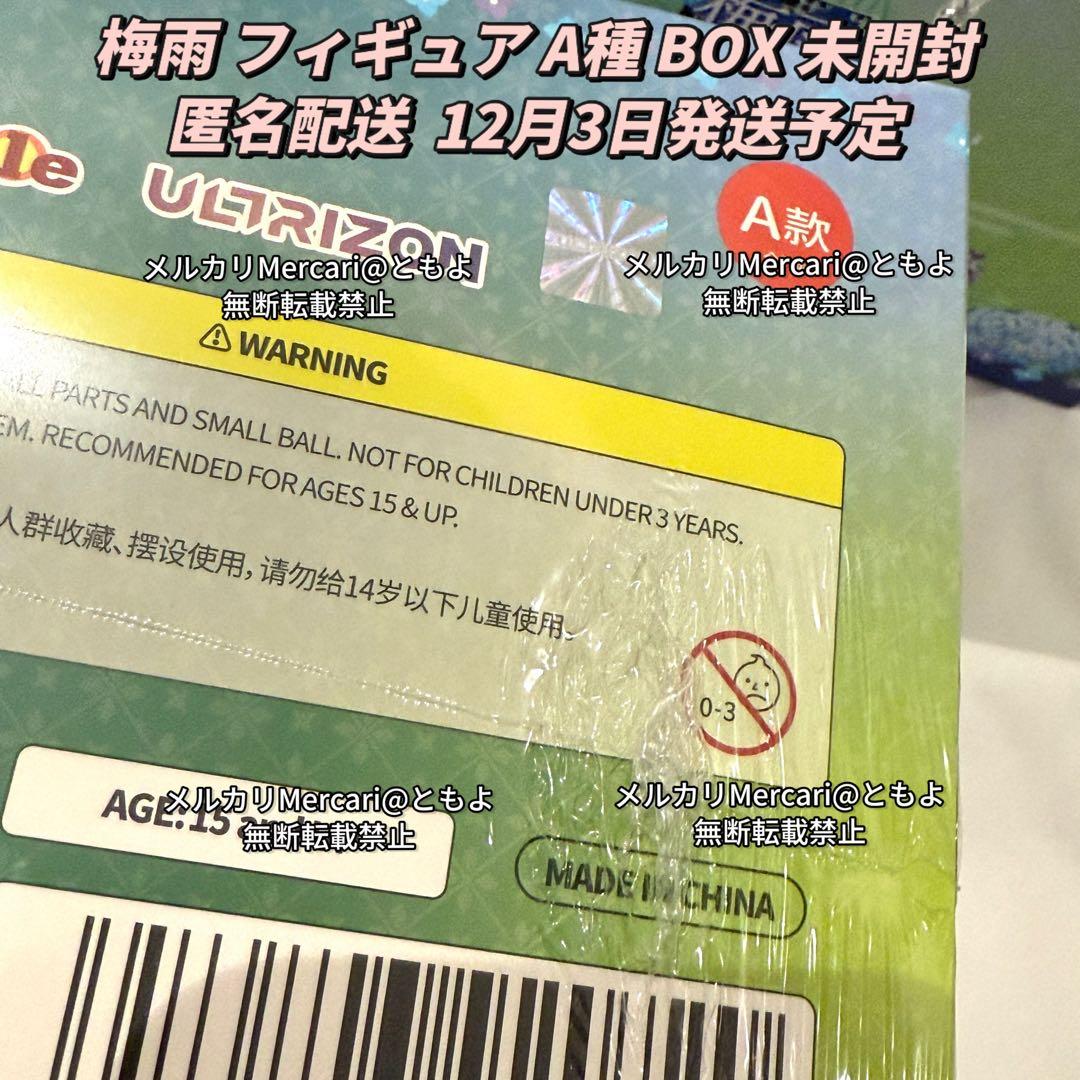 梅雨 フィギュア A種 BOX 未開封
匿名配送 12月3日発送予定
ULTRIZON
A款
メルカリMercari@ともよ
無断転載禁止
メルカリMercari@ともよ
無断転載禁止
WARNING
PARTS AND SMALL BALL. NOT FOR CHILDREN UNDER 3 YEARS.
RECOMMENDED FOR AGES 15 & UP.
人群收藏、摆设使用，请勿给14岁以下儿童使用。
0-3
AGE: 15
メルカリMercari@ともよ
無断転載禁止
メルカリMercari@ともよ
無断転載禁止
MADE IN CHINA